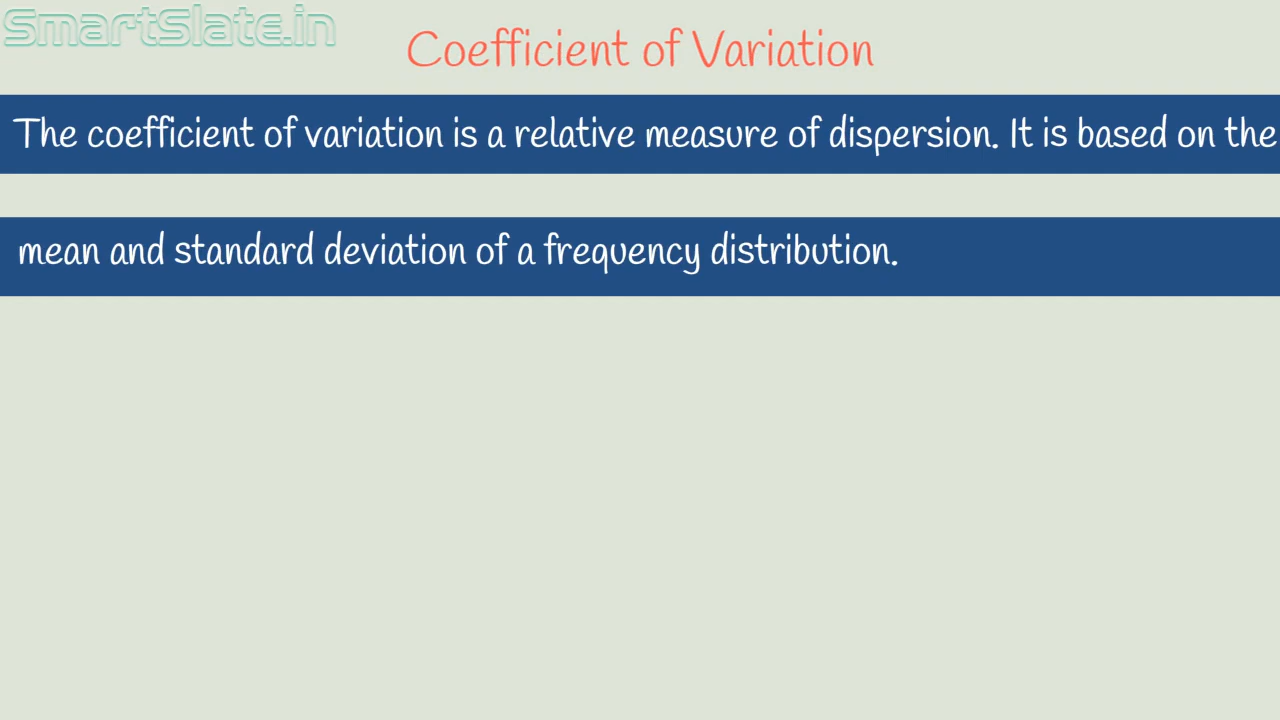 SmartSlate.in
Coefficient of Variation
The coefficient of variation is a relative measure of dispersion. It is based on the
mean and standard deviation of a frequency distribution.